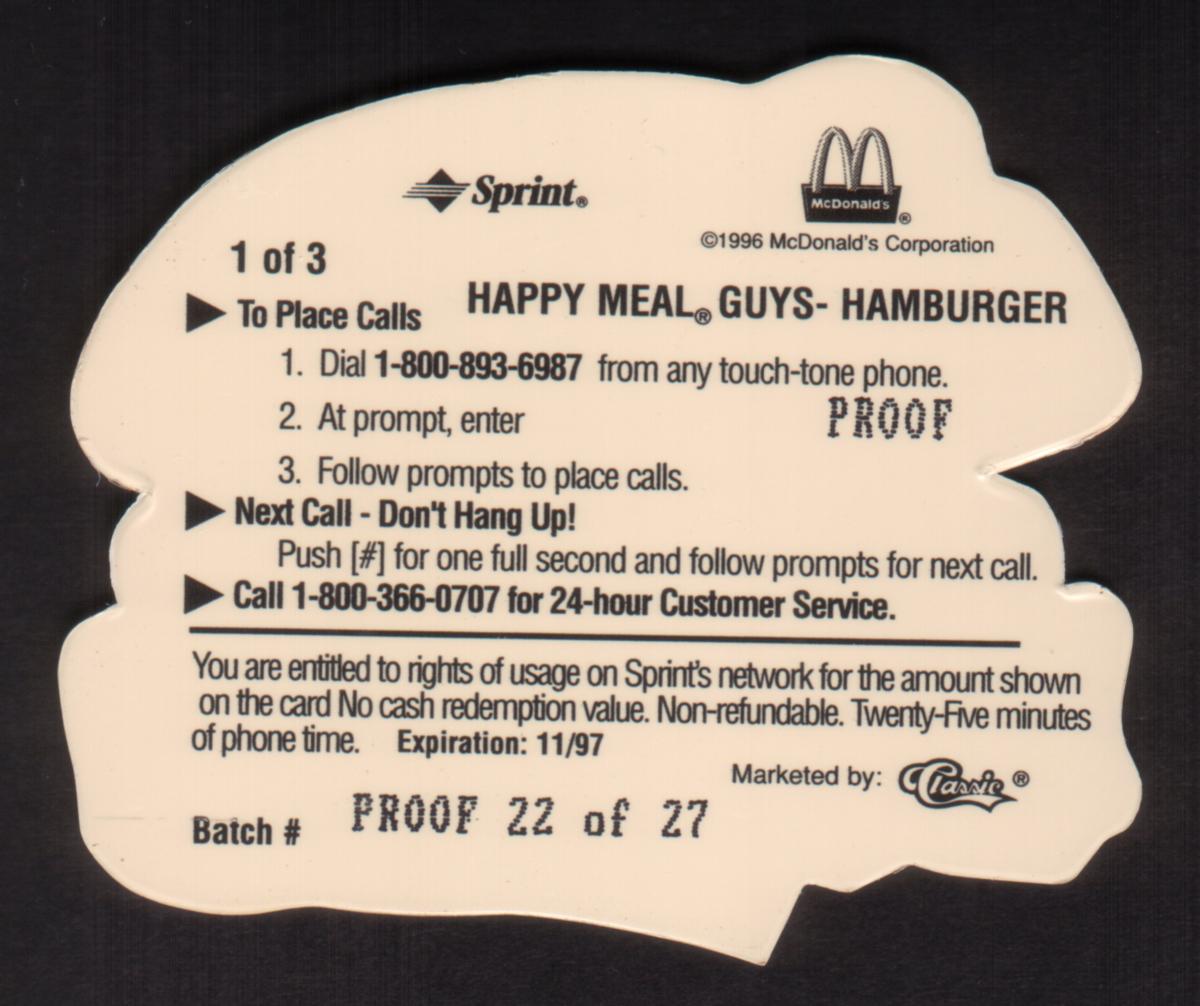 Sprint®
McDonald's®
©1996 McDonald's Corporation
1 of 3
HAPPY MEAL® GUYS- HAMBURGER
► To Place Calls
1. Dial 1-800-893-6987 from any touch-tone phone.
2. At prompt, enter PROOF
3. Follow prompts to place calls.
► Next Call - Don't Hang Up!
Push [#] for one full second and follow prompts for next call.
► Call 1-800-366-0707 for 24-hour Customer Service.
You are entitled to rights of usage on Sprint's network for the amount shown
on the card No cash redemption value. Non-refundable. Twenty-Five minutes
of phone time. Expiration: 11/97
Marketed by: Classic®
Batch # PROOF 22 of 27